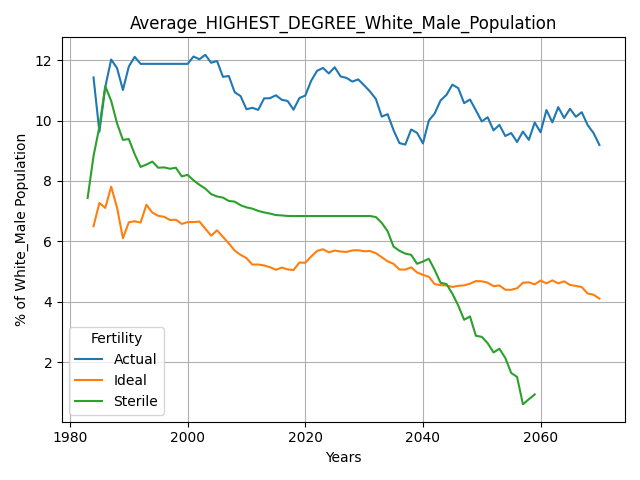 Average_HIGHEST_DEGREE_White_Male_Population
% of White_Male Population
12
10
8
6
4
2
Fertility
Actual
Ideal
Sterile
1980 2000 2020 2040 2060
Years